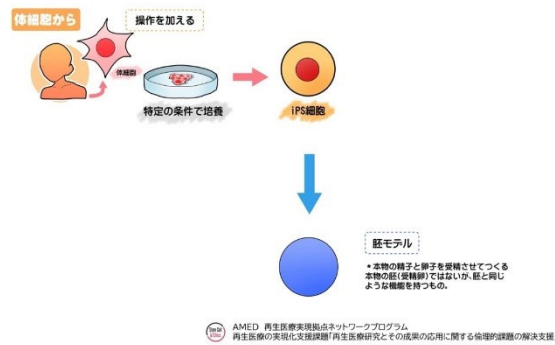 体細胞から
操作を加える
体細胞
特定の条件で培養
iPS細胞
胚モデル
*本物の精子と卵子を受精させてつくる
本物の胚(受精卵)ではないが、胚と同じ
ような機能を持つもの。
AMED 再生医療実現拠点ネットワークプログラム
再生医療の実現化支援課題「再生医療研究とその成果の応用に関する倫理的課題の解決支援